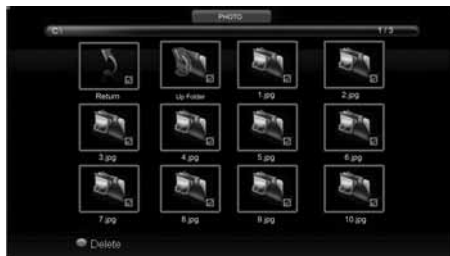 PHOTO
C:\ 1 / 3
Return Up Folder 1.jpg 2.jpg
3.jpg 4.jpg 5.jpg 6.jpg
7.jpg 8.jpg 9.jpg 10.jpg
Delete